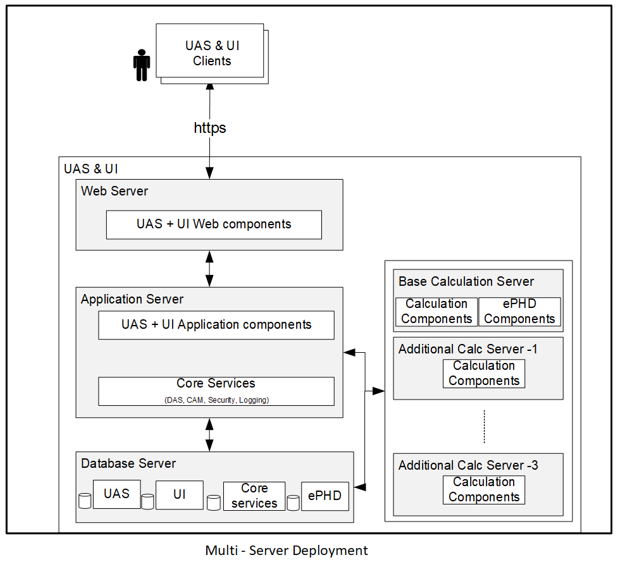 UAS & UI
Clients
https
UAS & UI
Web Server
UAS + UI Web components
Application Server
UAS + UI Application components
Core Services
(DAS, CAM, Security, Logging)
Database Server
UAS
UI
Core
services
ePHD
Base Calculation Server
Calculation
Components
ePHD
Components
Additional Calc Server -1
Calculation
Components
Additional Calc Server -3
Calculation
Components
Multi - Server Deployment